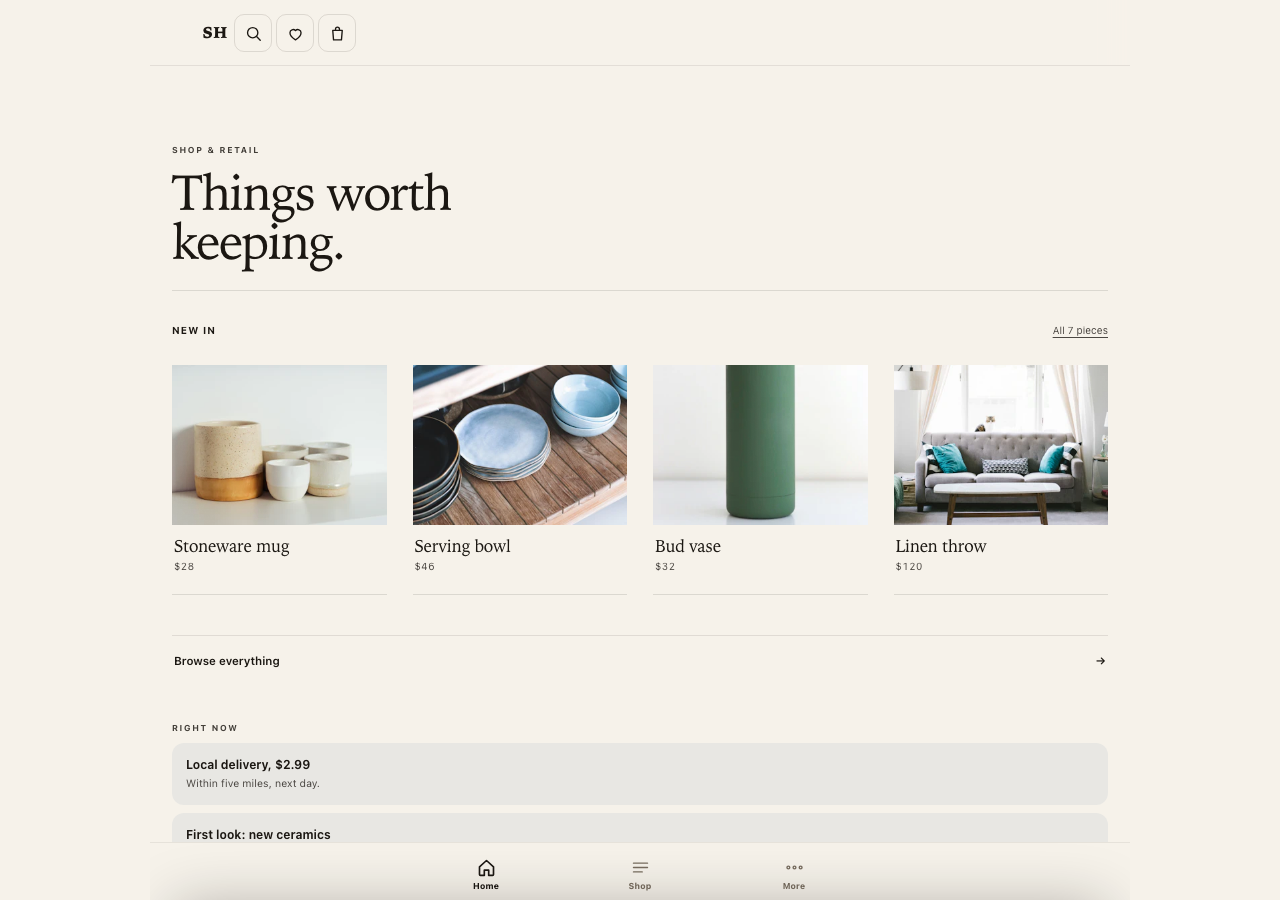 SH
SHOP & RETAIL
Things worth
keeping.
NEW IN
All 7 pieces
Stoneware mug
$28
Serving bowl
$46
Bud vase
$32
Linen throw
$120
Browse everything
RIGHT NOW
Local delivery, $2.99
Within five miles, next day.
First look: new ceramics
Home
Shop
More